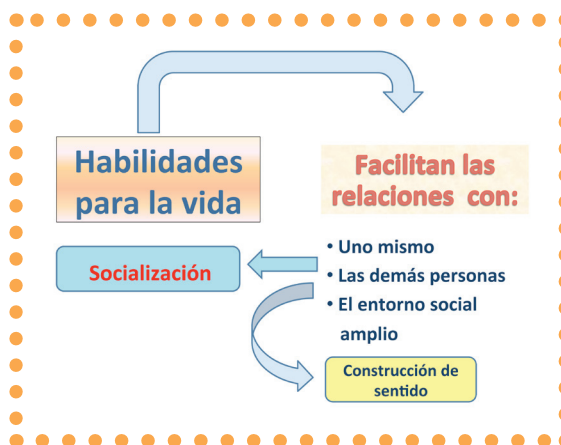 Habilidades
para la vida
Facilitan las
relaciones con:
• Uno mismo
• Las demás personas
• El entorno social
amplio
Socialización
Construcción de
sentido